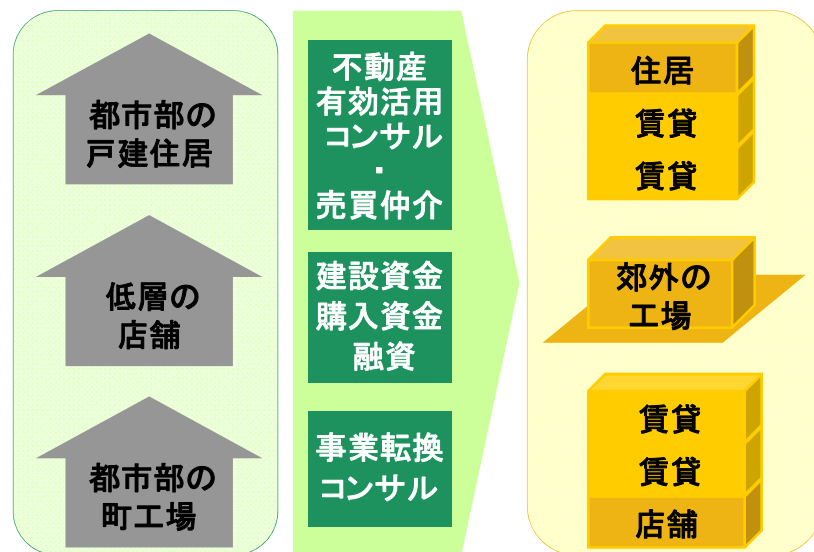 都市部の
戸建住居
低層の
店舗
都市部の
町工場
不動産
有効活用
コンサル
・
売買仲介
建設資金
購入資金
融資
事業転換
コンサル
住居
賃貸
賃貸
郊外の
工場
賃貸
賃貸
店舗